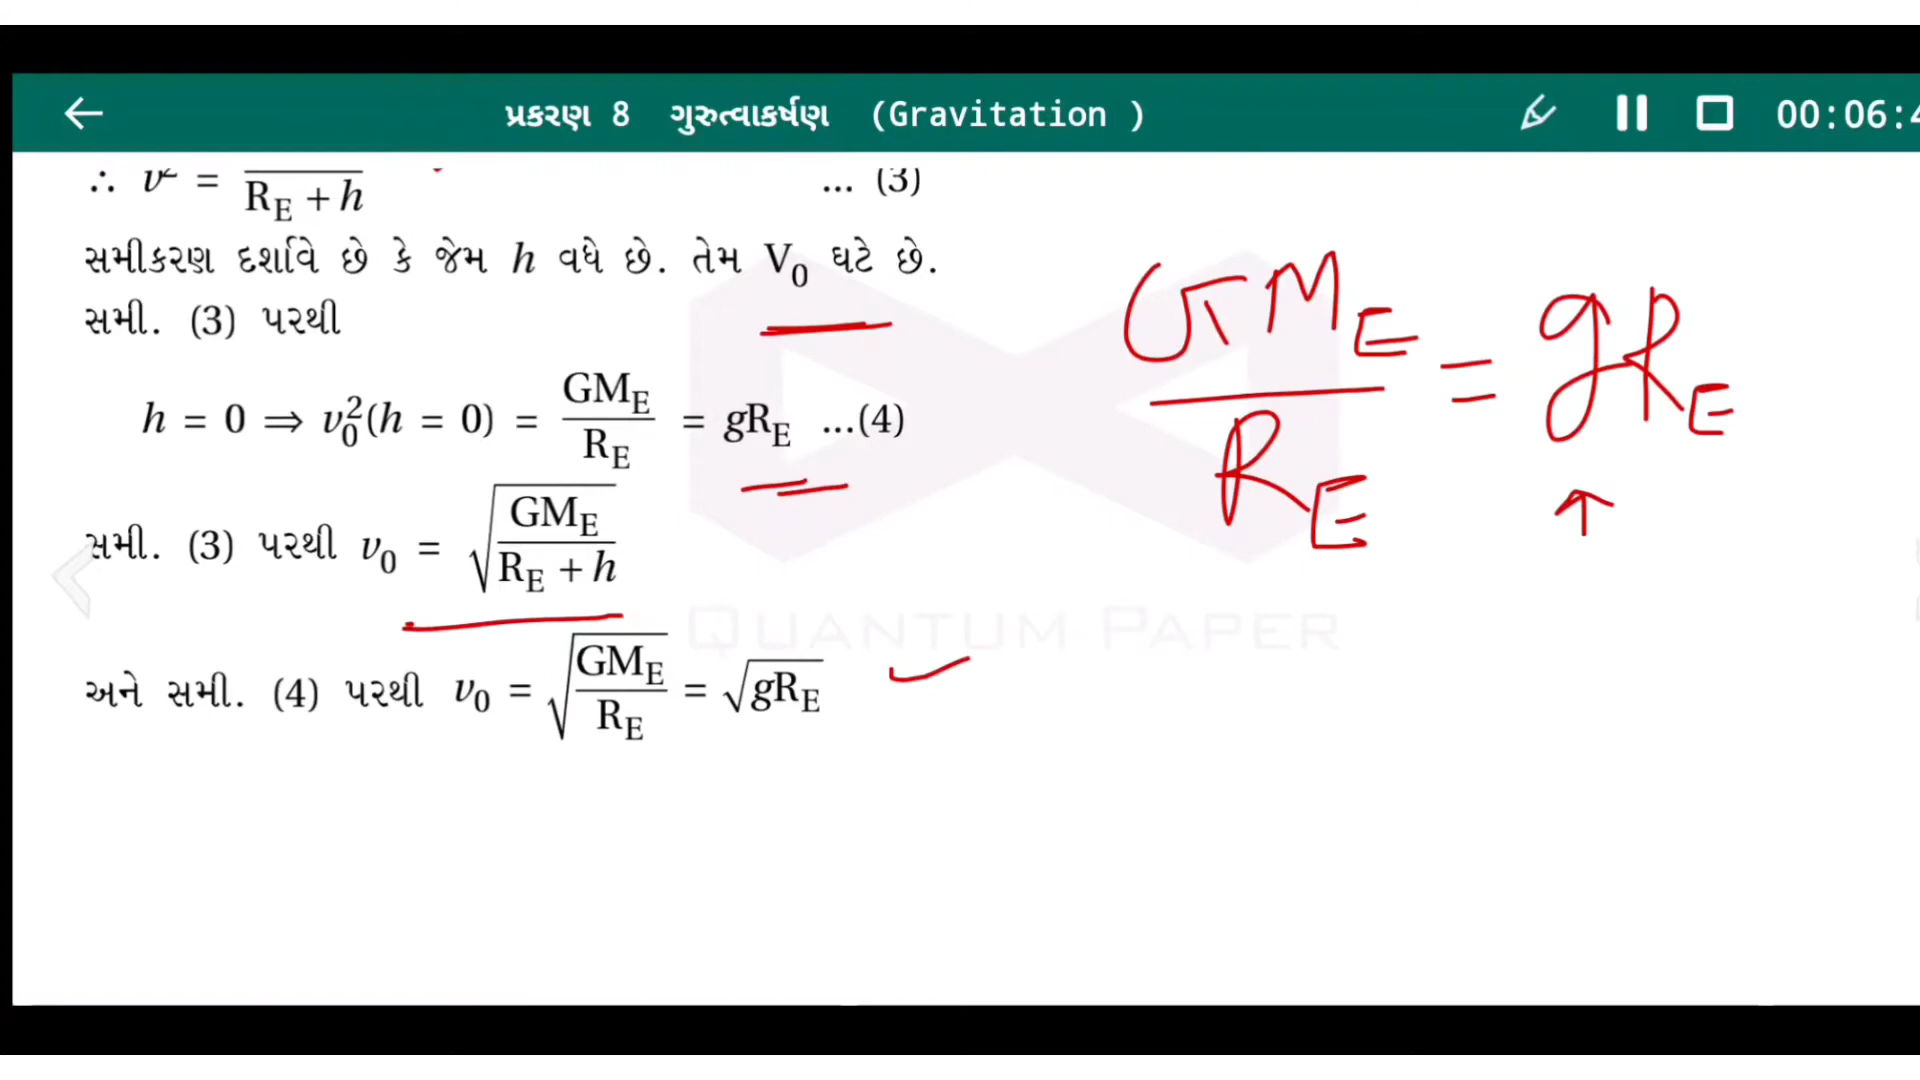 પ્રકરણ 8 ગુરુત્વાકર્ષણ (Gravitation ) 00:06:4
∴ v² = / R_E + h ... (3)
સમીકરણ દર્શાવે છે કે જેમ h વધે છે. તેમ V₀ ઘટે છે.
સમી. (3) પરથી
h = 0 ⇒ v₀²(h = 0) = GM_E / R_E = gR_E ...(4)
સમી. (3) પરથી v₀ = √(GM_E / (R_E + h))
અને સમી. (4) પરથી v₀ = √(GM_E / R_E) = √(gR_E)
GM_E / R_E = gR_E
QUANTUM PAPER